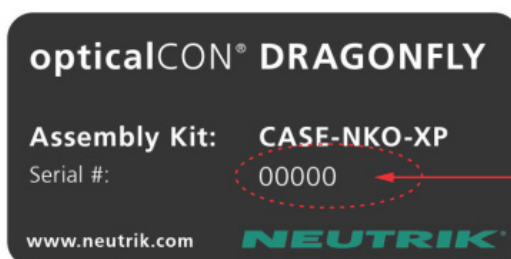 opticalCON® DRAGONFLY
Assembly Kit: CASE-NKO-XP
Serial #: 00000
www.neutrik.com NEUTRIK®